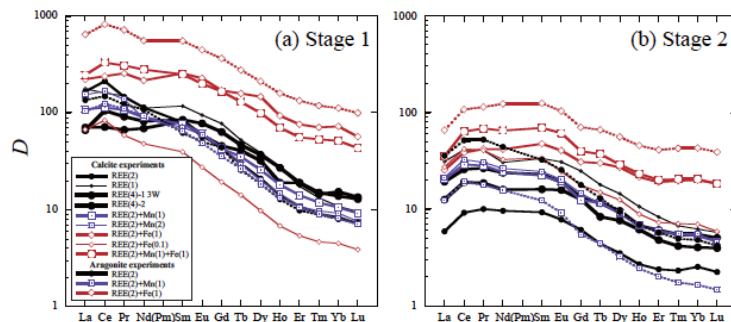 1000
(a) Stage 1
100
D
10
1
Calcite experiments
REE(2)
REE(1)
REE(4)-1 3W
REE(4)-2
REE(2)+Mn(1)
REE(2)+Mn(2)
REE(2)+Fe(1)
REE(2)+Fe(0.1)
REE(2)+Mn(1)+Fe(1)
Aragonite experiments
REE(2)
REE(2)+Mn(1)
REE(2)+Fe(1)
La Ce Pr Nd(Pm)Sm Eu Gd Tb Dy Ho Er Tm Yb Lu
1000
(b) Stage 2
100
10
1
La Ce Pr Nd(Pm)Sm Eu Gd Tb Dy Ho Er Tm Yb Lu